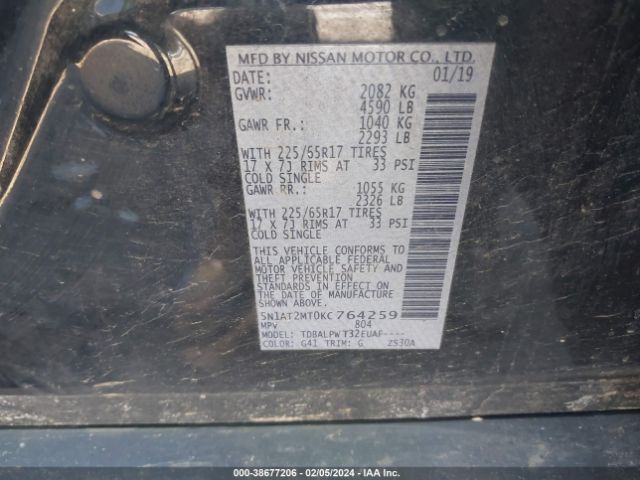 MFD BY NISSAN MOTOR CO., LTD.
DATE: 01/19
GVWR: 2082 KG
4590 LB
GAWR FR.: 1040 KG
2293 LB
WITH 225/65R17 TIRES
17 X 7J RIMS AT 33 PSI
COLD SINGLE
GAWR RR.: 1055 KG
2326 LB
WITH 225/65R17 TIRES
17 X 7J RIMS AT 33 PSI
COLD SINGLE
THIS VEHICLE CONFORMS TO
ALL APPLICABLE FEDERAL
MOTOR VEHICLE SAFETY AND
THEFT PREVENTION
STANDARDS IN EFFECT ON
THE DATE OF MANUFACTURE
SHOWN ABOVE.
5N1AT2MT0KC764259
MPV 804
MODEL: TDBALPWT32EUAF----
COLOR: G41 TRIM: G ZS30A
000-38677206 - 02/05/2024 - IAA Inc.